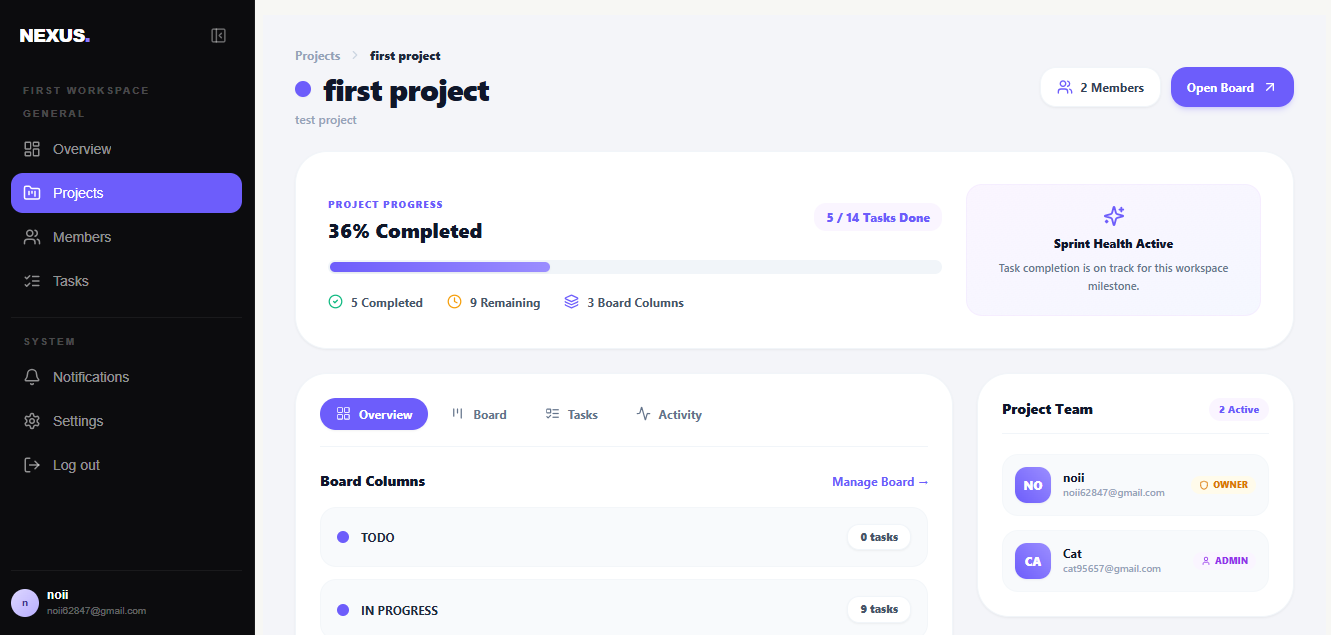 NEXUS.
FIRST WORKSPACE
GENERAL
Overview
Projects
Members
Tasks
SYSTEM
Notifications
Settings
Log out
n
noii
noii62847@gmail.com
Projects > first project
first project
test project
2 Members
Open Board
PROJECT PROGRESS
36% Completed
5 / 14 Tasks Done
5 Completed
9 Remaining
3 Board Columns
Sprint Health Active
Task completion is on track for this workspace
milestone.
Overview
Board
Tasks
Activity
Board Columns
Manage Board →
TODO
0 tasks
IN PROGRESS
9 tasks
Project Team
2 Active
NO
noii
noii62847@gmail.com
OWNER
CA
Cat
cat95657@gmail.com
ADMIN